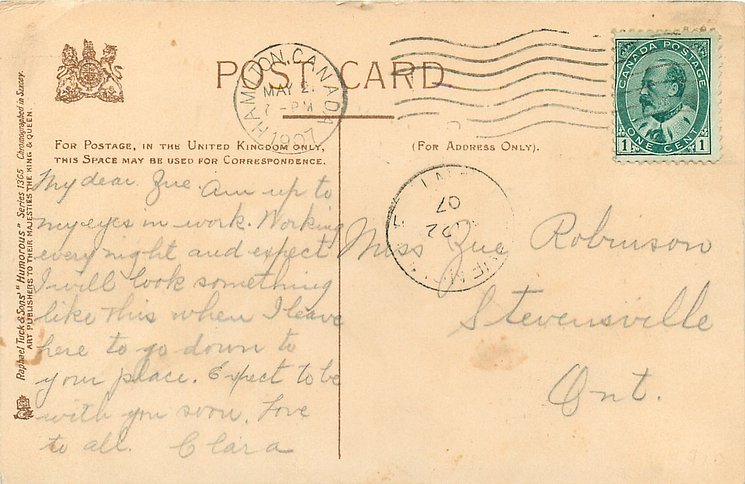 POST CARD
HAMILTON, CANADA
MAY 2
7 - PM
1907
CANADA POSTAGE
ONE CENT
1 1
FOR POSTAGE, IN THE UNITED KINGDOM ONLY,
THIS SPACE MAY BE USED FOR CORRESPONDENCE.
(FOR ADDRESS ONLY).
Raphael Tuck & Sons' "Humorous" Series 1365 Chromographed in Saxony.
ART PUBLISHERS TO THEIR MAJESTIES THE KING & QUEEN.
My dear Zue. Am up to
my eyes in work. Working
every night and expect
I will look something
like this when I leave
here to go down to
your place. Expect to be
with you soon. Love
to all. Clara
07
Miss Zue Robinson
Stevensville
Ont.